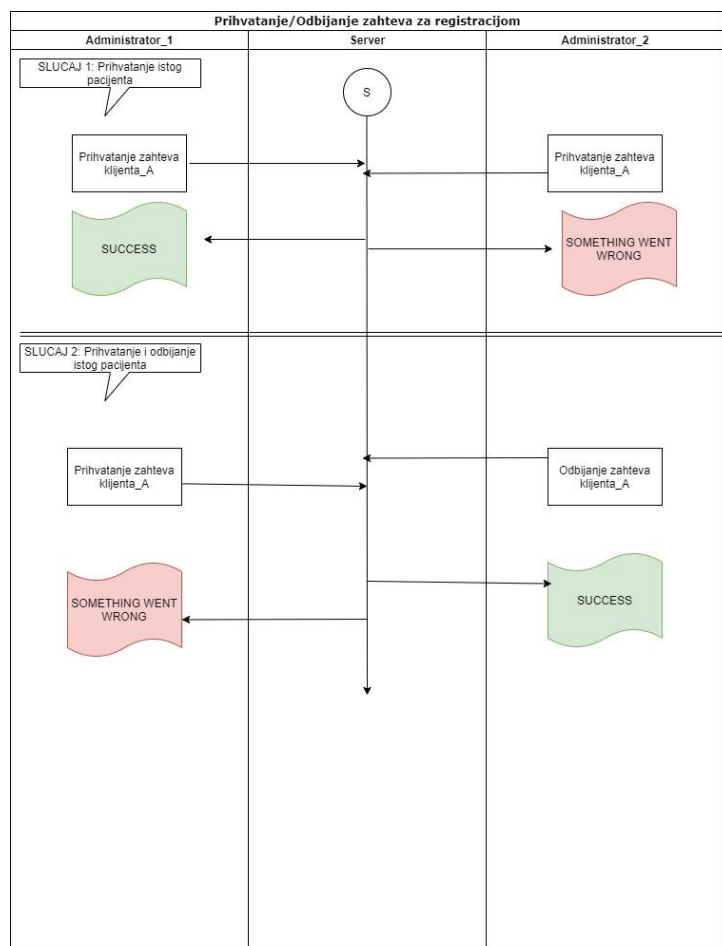 Prihvatanje/Odbijanje zahteva za registracijom
Administrator_1
Server
Administrator_2
SLUCAJ 1: Prihvatanje istog
pacijenta
S
Prihvatanje zahteva
klijenta_A
Prihvatanje zahteva
klijenta_A
SUCCESS
SOMETHING WENT
WRONG
SLUCAJ 2: Prihvatanje i odbijanje
istog pacijenta
Prihvatanje zahteva
klijenta_A
Odbijanje zahteva
klijenta_A
SOMETHING WENT
WRONG
SUCCESS